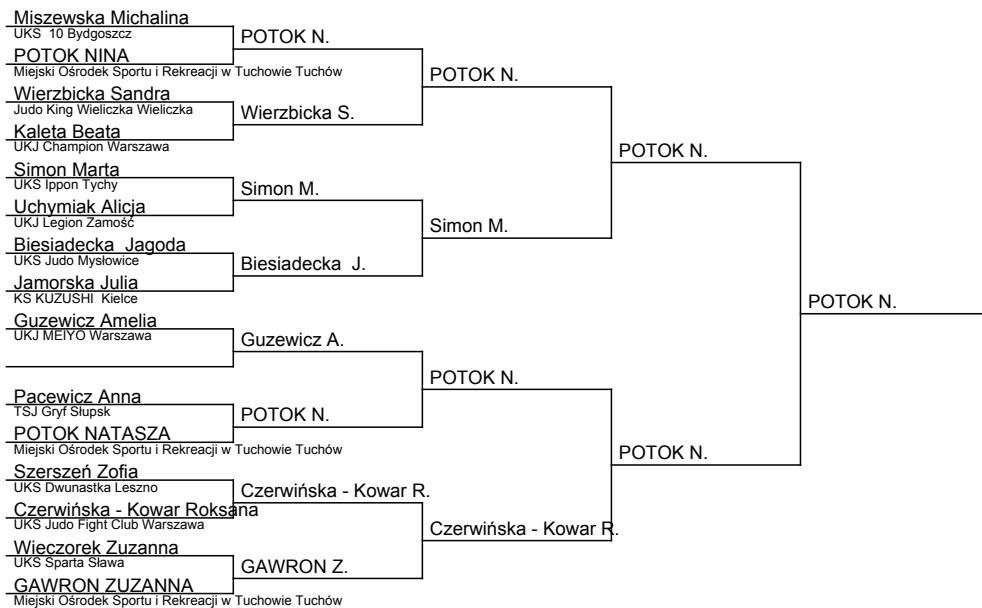 Miszewska Michalina
UKS 10 Bydgoszcz
POTOK NINA
Miejski Ośrodek Sportu i Rekreacji w Tuchowie Tuchów
Wierzbicka Sandra
Judo King Wieliczka Wieliczka
Kaleta Beata
UKJ Champion Warszawa
Simon Marta
UKS Ippon Tychy
Uchymiak Alicja
UKJ Legion Zamość
Biesiadecka Jagoda
UKS Judo Mysłowice
Jamorska Julia
KS KUZUSHI Kielce
Guzewicz Amelia
UKJ MEIYO Warszawa
Pacewicz Anna
TSJ Gryf Słupsk
POTOK NATASZA
Miejski Ośrodek Sportu i Rekreacji w Tuchowie Tuchów
Szerszeń Zofia
UKS Dwunastka Leszno
Czerwińska - Kowar Roksana
UKS Judo Fight Club Warszawa
Wieczorek Zuzanna
UKS Sparta Sława
GAWRON ZUZANNA
Miejski Ośrodek Sportu i Rekreacji w Tuchowie Tuchów
POTOK N.
Wierzbicka S.
Simon M.
Biesiadecka J.
Guzewicz A.
POTOK N.
Czerwińska - Kowar R.
GAWRON Z.
POTOK N.
Simon M.
POTOK N.
Czerwińska - Kowar R.
POTOK N.
POTOK N.
POTOK N.